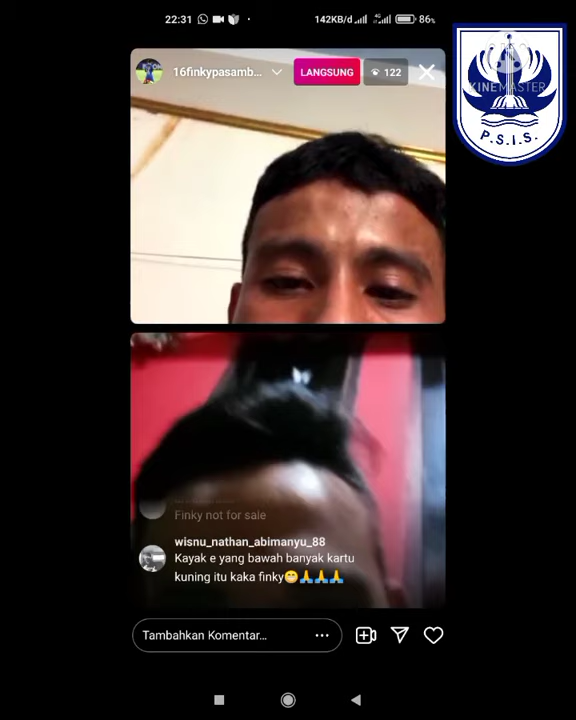 22:31
142KB/d
86%
16finkypasamb...
LANGSUNG
122
KINEMASTER
P.S.I.S.
Finky not for sale
wisnu_nathan_abimanyu_88
Kayak e yang bawah banyak kartu
kuning itu kaka finky😁🙏🙏🙏
Tambahkan Komentar...